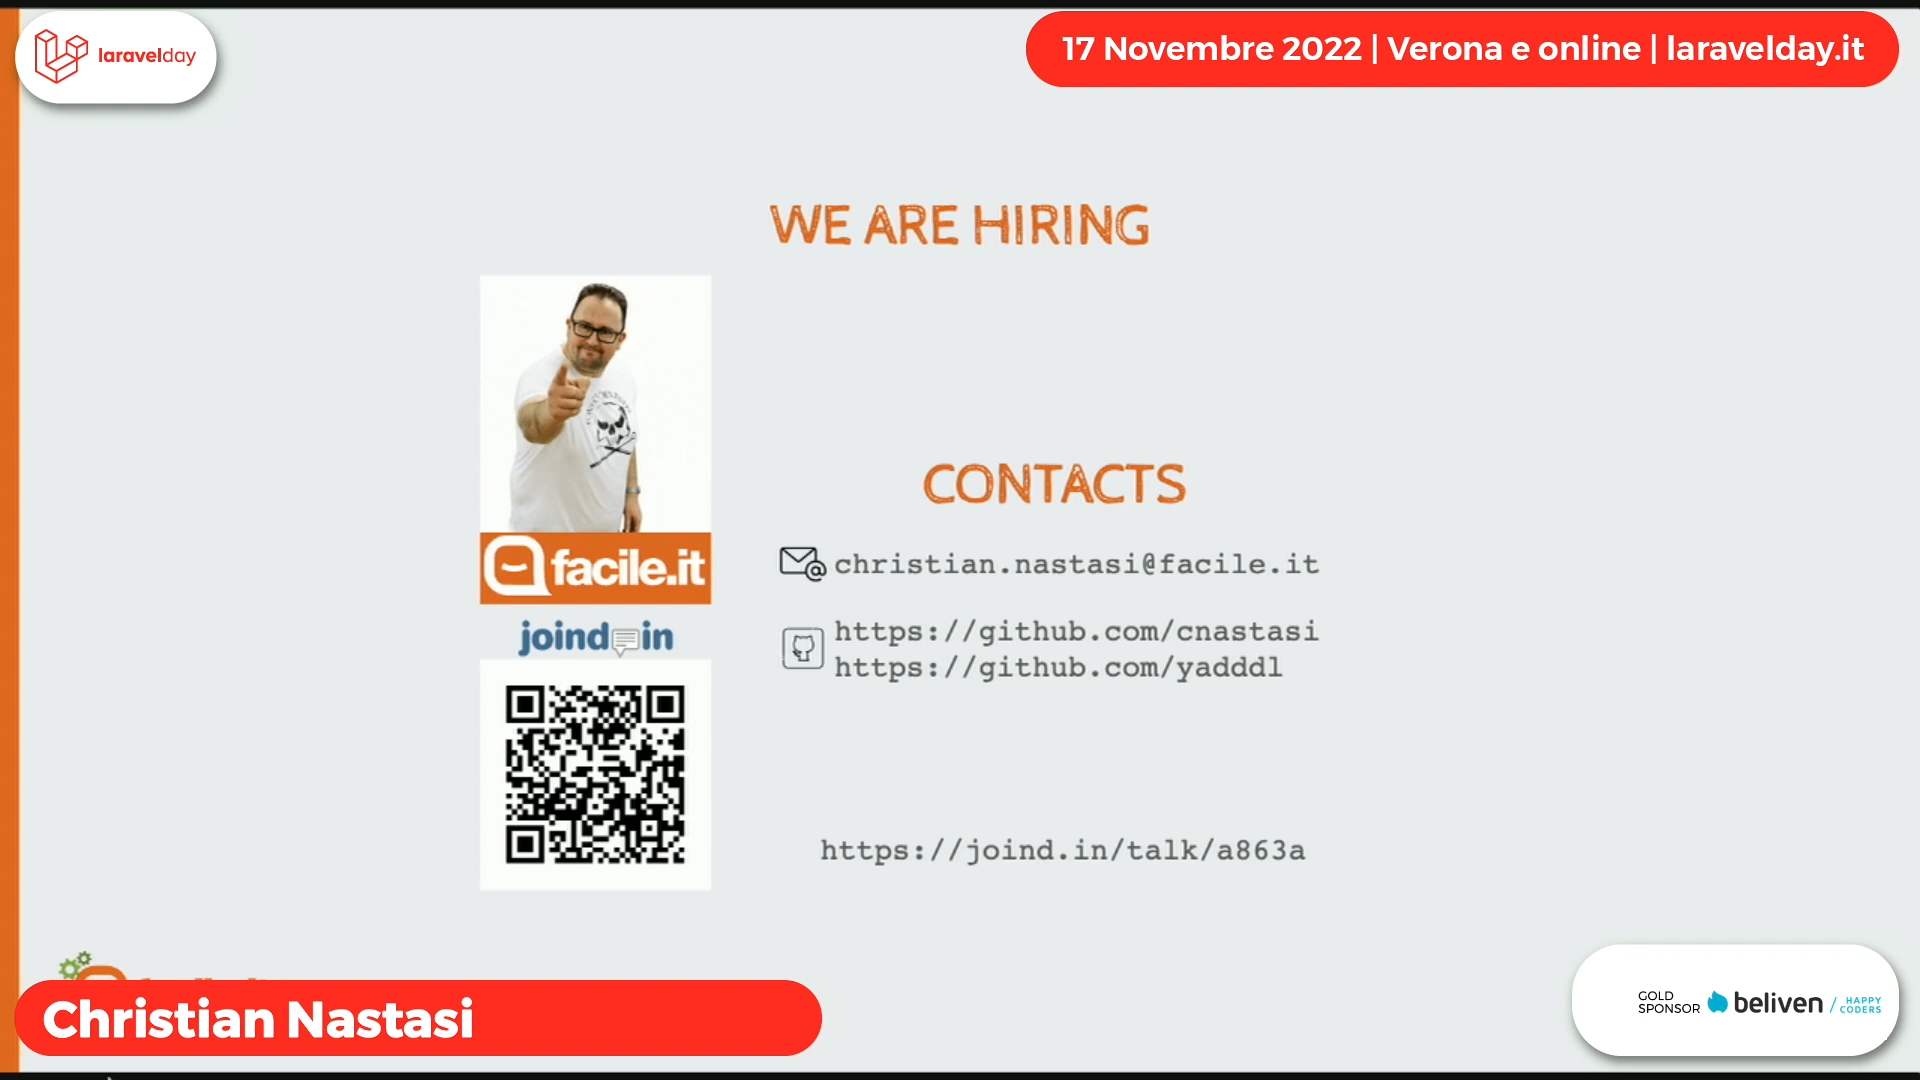 laravelday
17 Novembre 2022 | Verona e online | laravelday.it
WE ARE HIRING
facile.it
joindin
CONTACTS
christian.nastasi@facile.it
https://github.com/cnastasi
https://github.com/yadddl
https://joind.in/talk/a863a
Christian Nastasi
GOLD
SPONSOR
beliven / HAPPY
CODERS